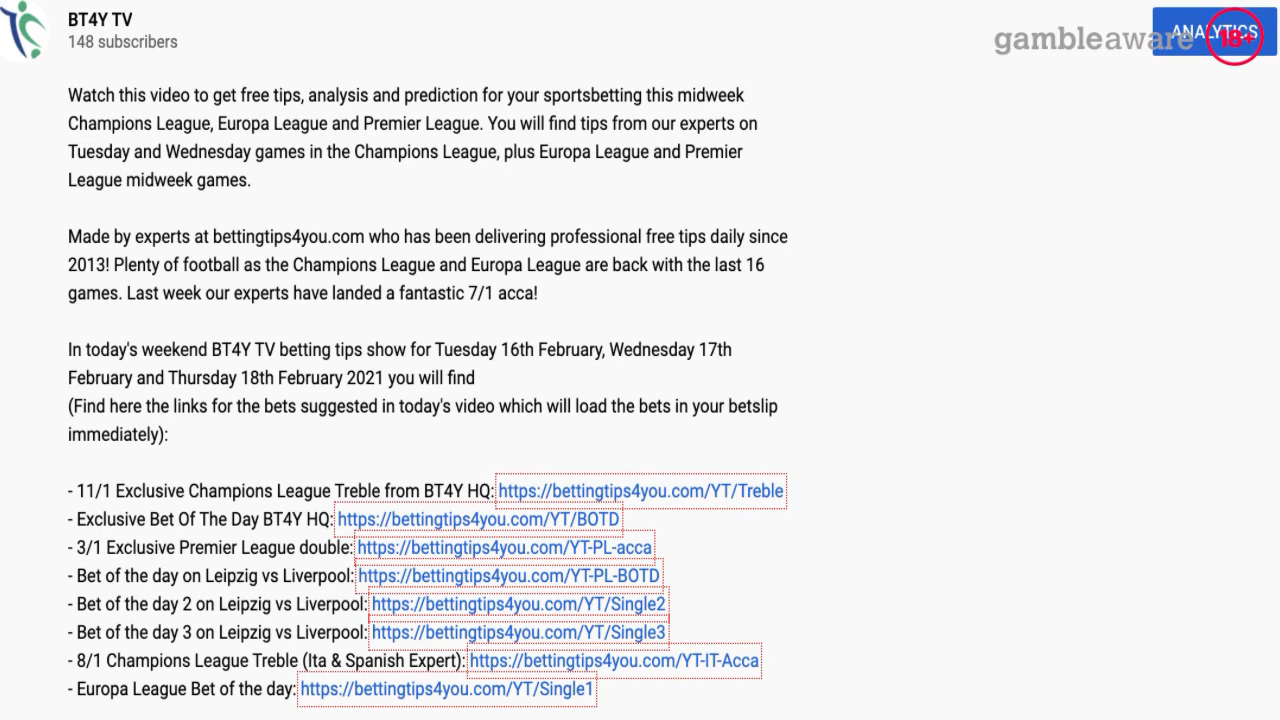 BT4Y TV
148 subscribers
gambleaware
ANALYTICS
18+
Watch this video to get free tips, analysis and prediction for your sportsbetting this midweek
Champions League, Europa League and Premier League. You will find tips from our experts on
Tuesday and Wednesday games in the Champions League, plus Europa League and Premier
League midweek games.
Made by experts at bettingtips4you.com who has been delivering professional free tips daily since
2013! Plenty of football as the Champions League and Europa League are back with the last 16
games. Last week our experts have landed a fantastic 7/1 acca!
In today's weekend BT4Y TV betting tips show for Tuesday 16th February, Wednesday 17th
February and Thursday 18th February 2021 you will find
(Find here the links for the bets suggested in today's video which will load the bets in your betslip
immediately):
- 11/1 Exclusive Champions League Treble from BT4Y HQ: https://bettingtips4you.com/YT/Treble
- Exclusive Bet Of The Day BT4Y HQ: https://bettingtips4you.com/YT/BOTD
- 3/1 Exclusive Premier League double: https://bettingtips4you.com/YT-PL-acca
- Bet of the day on Leipzig vs Liverpool: https://bettingtips4you.com/YT-PL-BOTD
- Bet of the day 2 on Leipzig vs Liverpool: https://bettingtips4you.com/YT/Single2
- Bet of the day 3 on Leipzig vs Liverpool: https://bettingtips4you.com/YT/Single3
- 8/1 Champions League Treble (Ita & Spanish Expert): https://bettingtips4you.com/YT-IT-Acca
- Europa League Bet of the day: https://bettingtips4you.com/YT/Single1